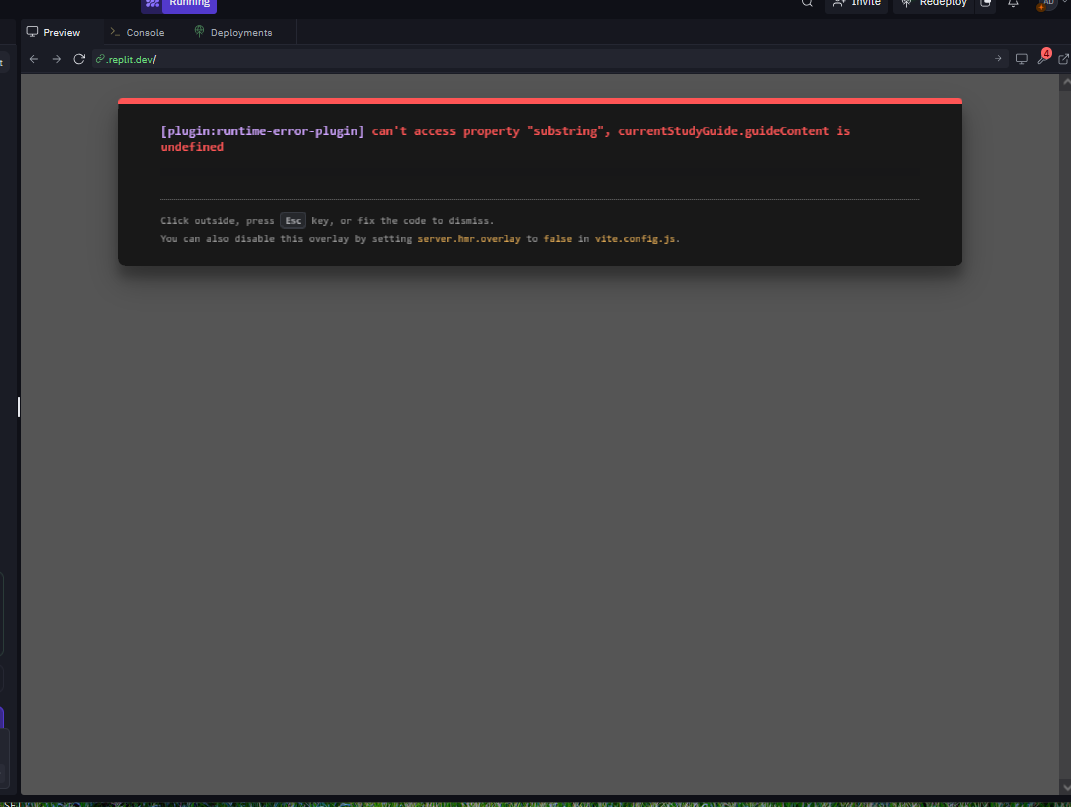 Running
Invite
Redeploy
AD
Preview
Console
Deployments
t
.replit.dev/
4
[plugin:runtime-error-plugin] can't access property "substring", currentStudyGuide.guideContent is
undefined
Click outside, press Esc key, or fix the code to dismiss.
You can also disable this overlay by setting server.hmr.overlay to false in vite.config.js.